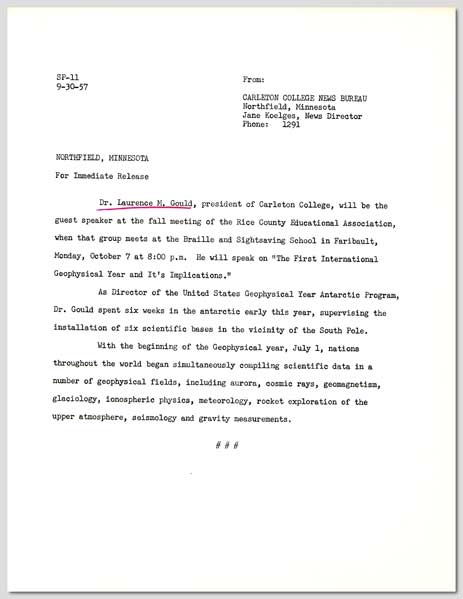 SP-11
9-30-57
From:
CARLETON COLLEGE NEWS BUREAU
Northfield, Minnesota
Jane Koelges, News Director
Phone: 1291
NORTHFIELD, MINNESOTA
For Immediate Release
Dr. Laurence M. Gould, president of Carleton College, will be the
guest speaker at the fall meeting of the Rice County Educational Association,
when that group meets at the Braille and Sightsaving School in Faribault,
Monday, October 7 at 8:00 p.m. He will speak on "The First International
Geophysical Year and It's Implications."
As Director of the United States Geophysical Year Antarctic Program,
Dr. Gould spent six weeks in the antarctic early this year, supervising the
installation of six scientific bases in the vicinity of the South Pole.
With the beginning of the Geophysical year, July 1, nations
throughout the world began simultaneously compiling scientific data in a
number of geophysical fields, including aurora, cosmic rays, geomagnetism,
glaciology, ionospheric physics, meteorology, rocket exploration of the
upper atmosphere, seismology and gravity measurements.
# # #